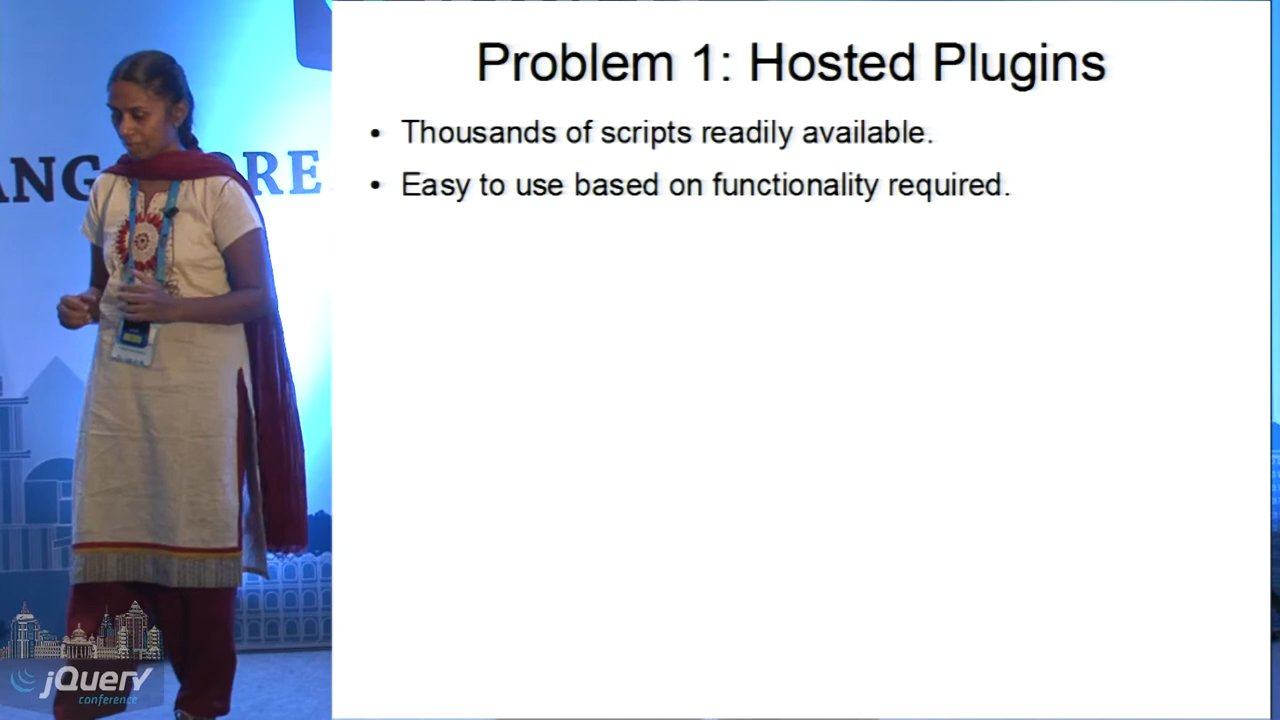 Problem 1: Hosted Plugins
• Thousands of scripts readily available.
• Easy to use based on functionality required.
ANG
ORE
jQuery
conference